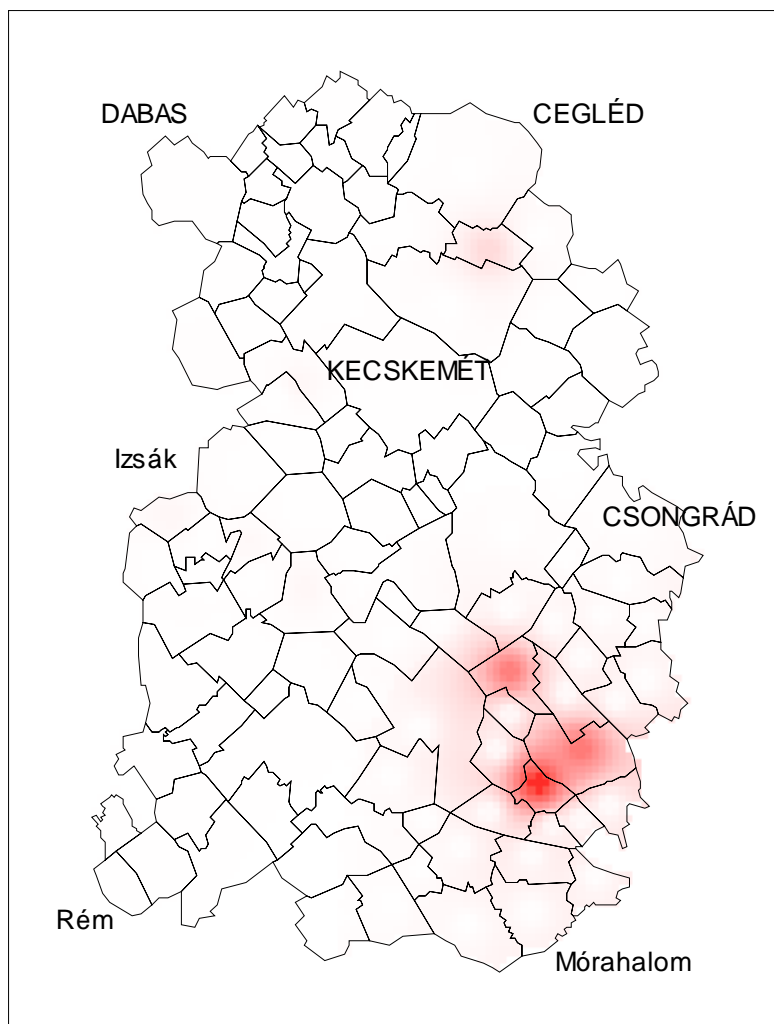 DABAS
CEGLÉD
KECSKEMÉT
Izsák
CSONGRÁD
Rém
Mórahalom